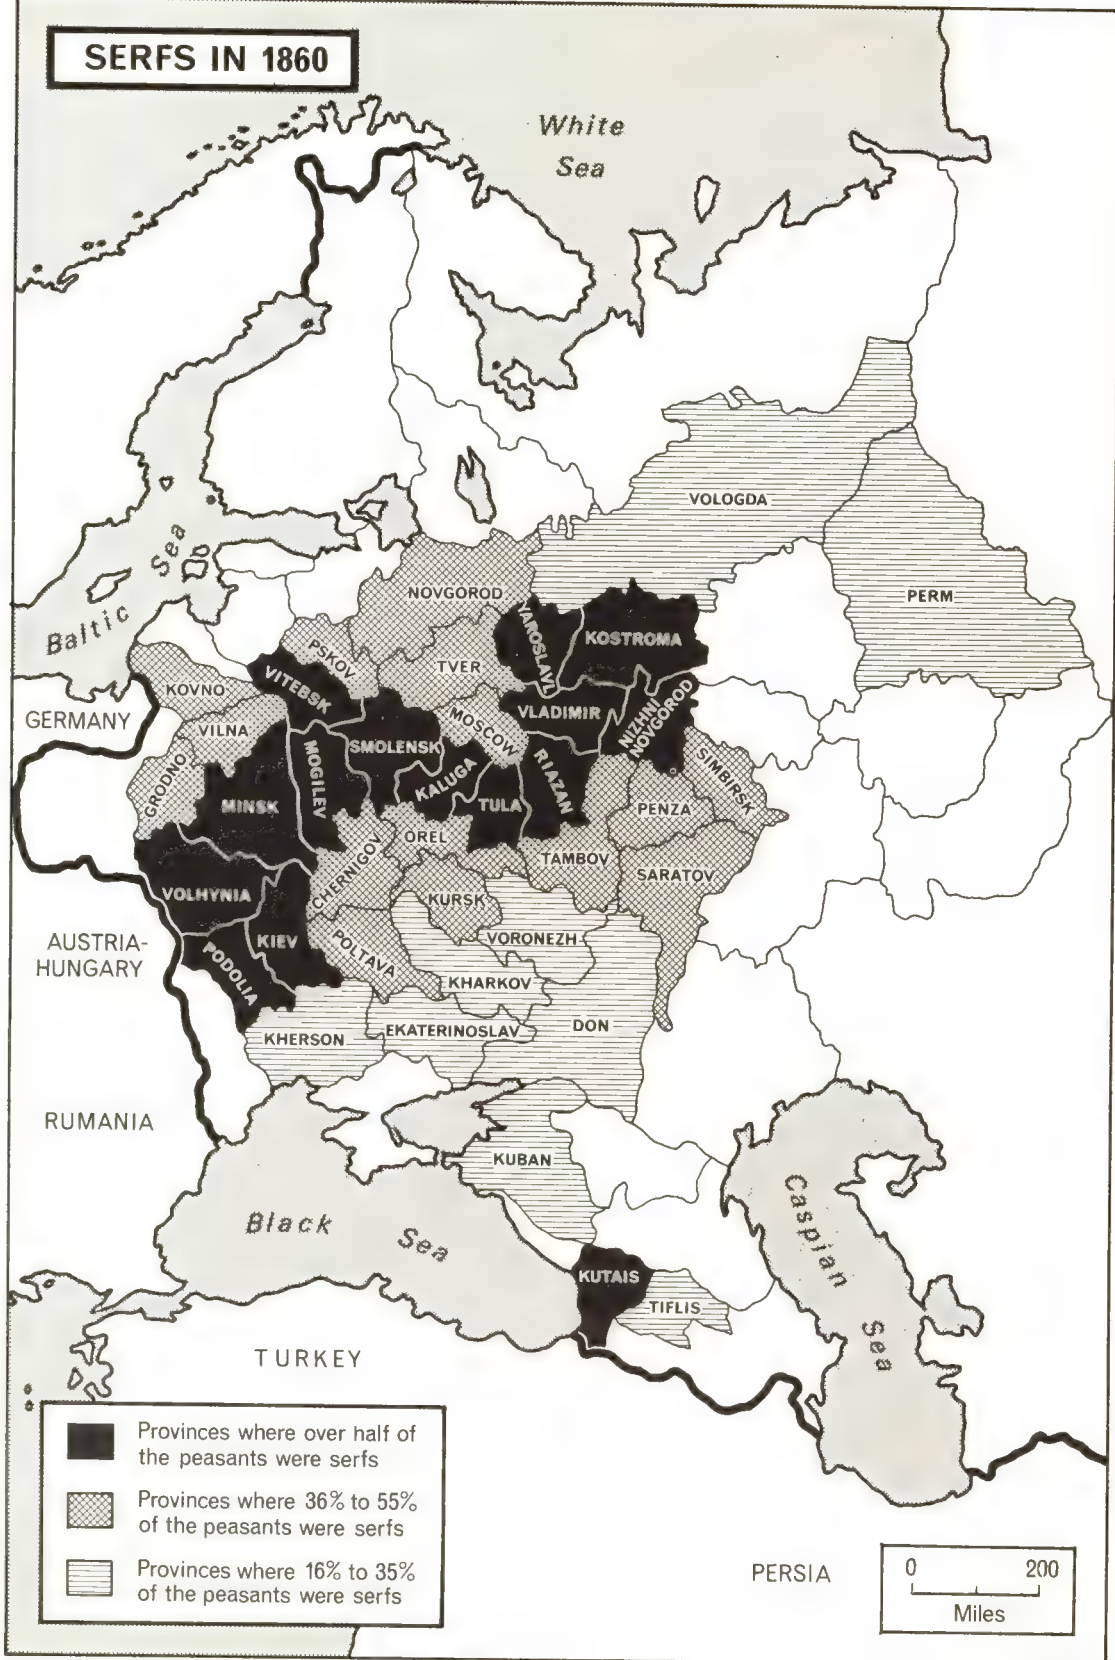 SERFS IN 1860
White
Sea
VOLOGDA
PERM
Baltic Sea
NOVGOROD
YAROSLAVL
KOSTROMA
PSKOV
TVER
VITEBSK
KOVNO
GERMANY
VILNA
MOSCOW
VLADIMIR
NIZHNI
NOVGOROD
SMOLENSK
MOGILEV
GRODNO
MINSK
KALUGA
TULA
RIAZAN
SIMBIRSK
PENZA
OREL
TAMBOV
SARATOV
CHERNIGOV
VOLHYNIA
KURSK
KIEV
VORONEZH
AUSTRIA-
HUNGARY
PODOLIA
POLTAVA
KHARKOV
KHERSON
EKATERINOSLAV
DON
RUMANIA
KUBAN
Black Sea
Caspian Sea
KUTAIS
TIFLIS
TURKEY
Provinces where over half of
the peasants were serfs
Provinces where 36% to 55%
of the peasants were serfs
Provinces where 16% to 35%
of the peasants were serfs
PERSIA
0 200
Miles